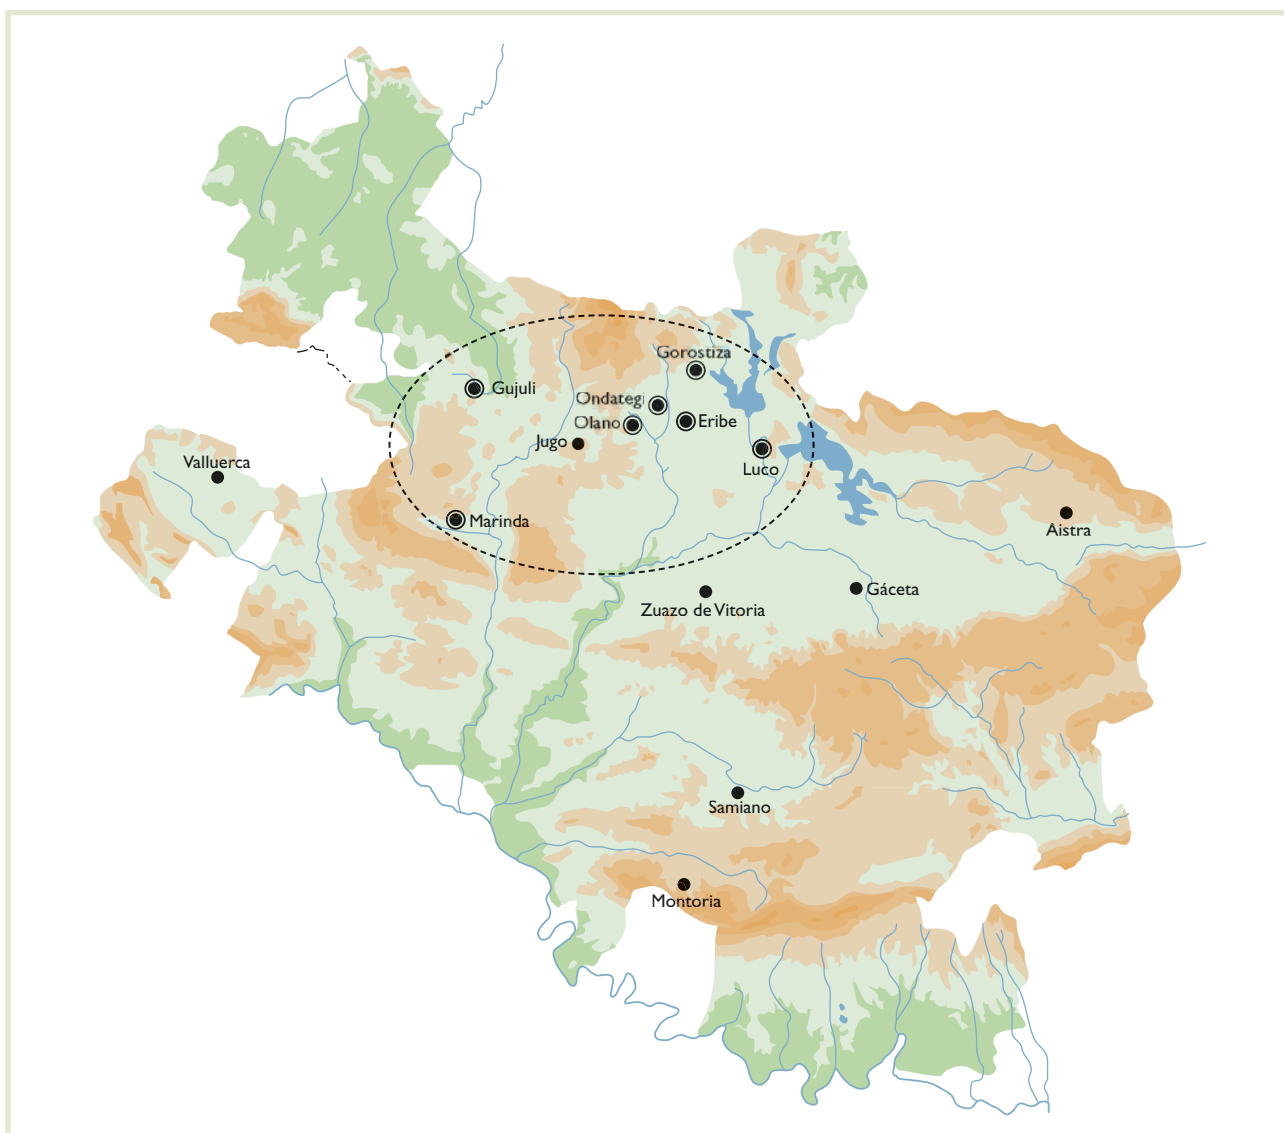 Gorostiza
Gujuli
Ondategi
Olano
Eribe
Jugo
Luco
Valluerca
Marinda
Aistra
Gáceta
Zuazo de Vitoria
Samiano
Montoria